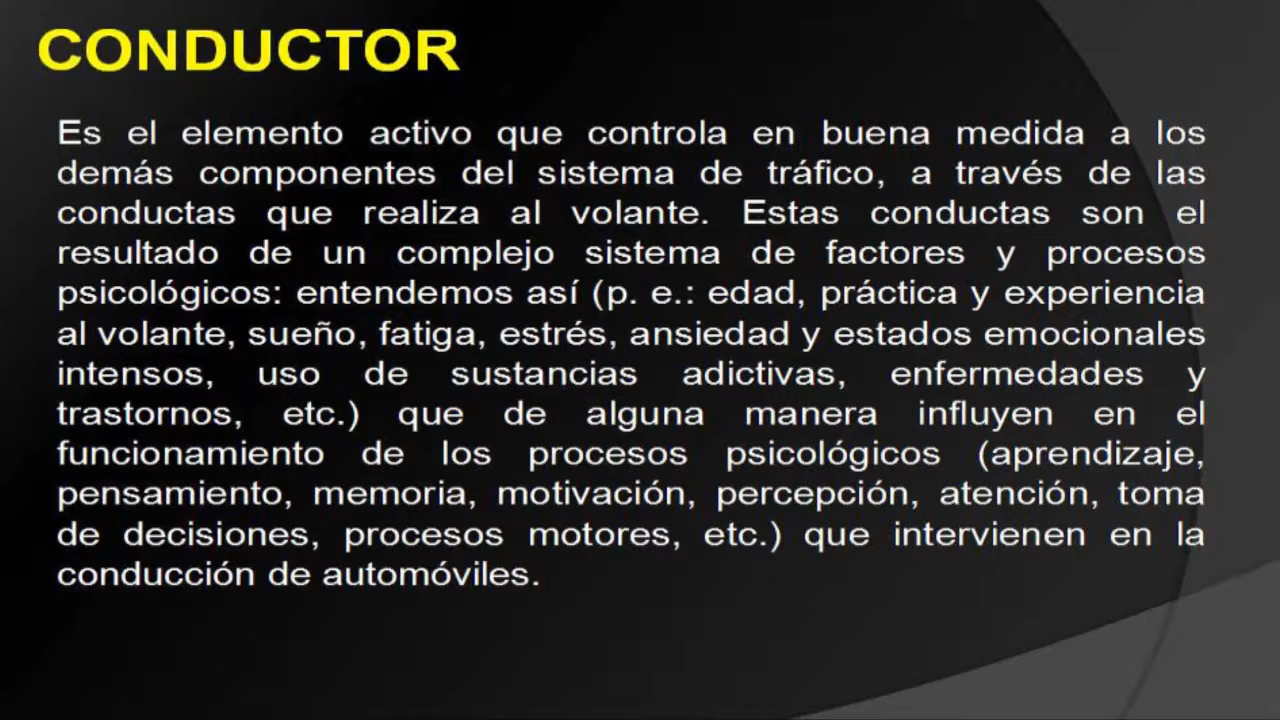 CONDUCTOR
Es el elemento activo que controla en buena medida a los
demás componentes del sistema de tráfico, a través de las
conductas que realiza al volante. Estas conductas son el
resultado de un complejo sistema de factores y procesos
psicológicos: entendemos así (p. e.: edad, práctica y experiencia
al volante, sueño, fatiga, estrés, ansiedad y estados emocionales
intensos, uso de sustancias adictivas, enfermedades y
trastornos, etc.) que de alguna manera influyen en el
funcionamiento de los procesos psicológicos (aprendizaje,
pensamiento, memoria, motivación, percepción, atención, toma
de decisiones, procesos motores, etc.) que intervienen en la
conducción de automóviles.